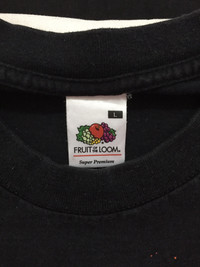 L
FRUIT OF THE LOOM®
Super Premium